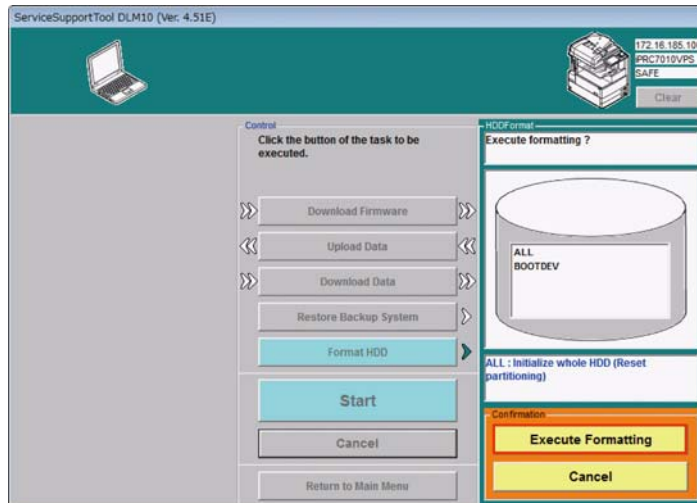 ServiceSupportTool DLM10 (Ver. 4.51E)
172.16.185.10
iPRC7010VPS
SAFE
Clear
Control
Click the button of the task to be
executed.
Download Firmware
Upload Data
Download Data
Restore Backup System
Format HDD
Start
Cancel
Return to Main Menu
HDDFormat
Execute formatting ?
ALL
BOOTDEV
ALL : Initialize whole HDD (Reset
partitioning)
Confirmation
Execute Formatting
Cancel